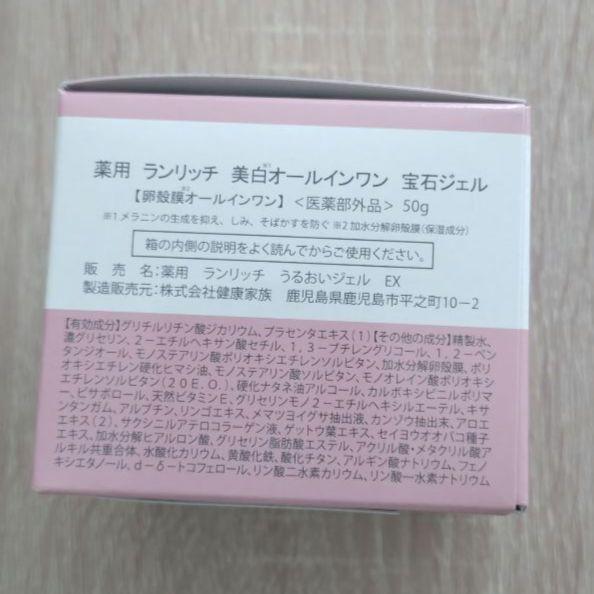 薬用 ランリッチ 美白※1オールインワン 宝石ジェル
【卵殻膜※2オールインワン】＜医薬部外品＞ 50g
※1 メラニンの生成を抑え、しみ、そばかすを防ぐ ※2 加水分解卵殻膜（保湿成分）
箱の内側の説明をよく読んでからご使用ください。
販 売 名：薬用 ランリッチ うるおいジェル EX
製造販売元：株式会社健康家族 鹿児島県鹿児島市平之町10－2
【有効成分】グリチルリチン酸ジカリウム、プラセンタエキス（1）【その他の成分】精製水、
濃グリセリン、2－エチルヘキサン酸セチル、1，3－ブチレングリコール、1，2－ペン
タンジオール、モノステアリン酸ポリオキシエチレンソルビタン、加水分解卵殻膜、ポリ
オキシエチレン硬化ヒマシ油、モノステアリン酸ソルビタン、モノオレイン酸ポリオキシ
エチレンソルビタン（20E.O.）、硬化ナタネ油アルコール、カルボキシビニルポリマ
ー、ビサボロール、天然ビタミンE、グリセリンモノ2－エチルヘキシルエーテル、キサ
ンタンガム、アルブチン、リンゴエキス、メマツヨイグサ抽出液、カンゾウ抽出末、アロエ
エキス（2）、サクシニルアテロコラーゲン液、ゲットウ葉エキス、セイヨウオオバコ種子
エキス、加水分解ヒアルロン酸、グリセリン脂肪酸エステル、アクリル酸・メタクリル酸ア
ルキル共重合体、水酸化カリウム、黄酸化鉄、酸化チタン、アルギン酸ナトリウム、フェノ
キシエタノール、d－δ－トコフェロール、リン酸二水素カリウム、リン酸一水素ナトリウム